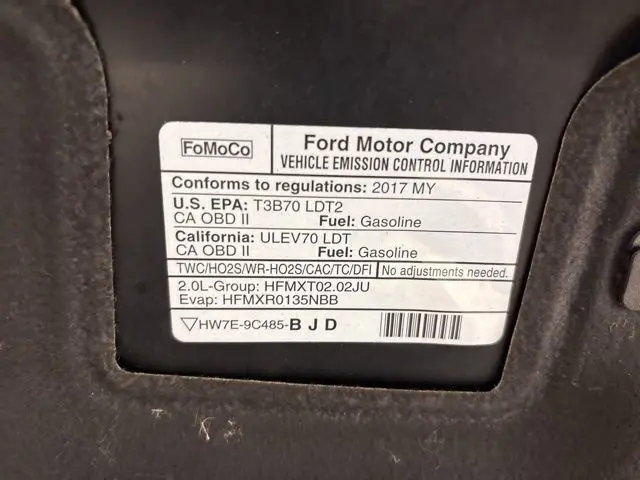 FoMoCo
Ford Motor Company
VEHICLE EMISSION CONTROL INFORMATION
Conforms to regulations: 2017 MY
U.S. EPA: T3B70 LDT2
CA OBD II Fuel: Gasoline
California: ULEV70 LDT
CA OBD II Fuel: Gasoline
TWC/HO2S/WR-HO2S/CAC/TC/DFI No adjustments needed.
2.0L-Group: HFMXT02.02JU
Evap: HFMXR0135NBB
HW7E-9C485-B J D